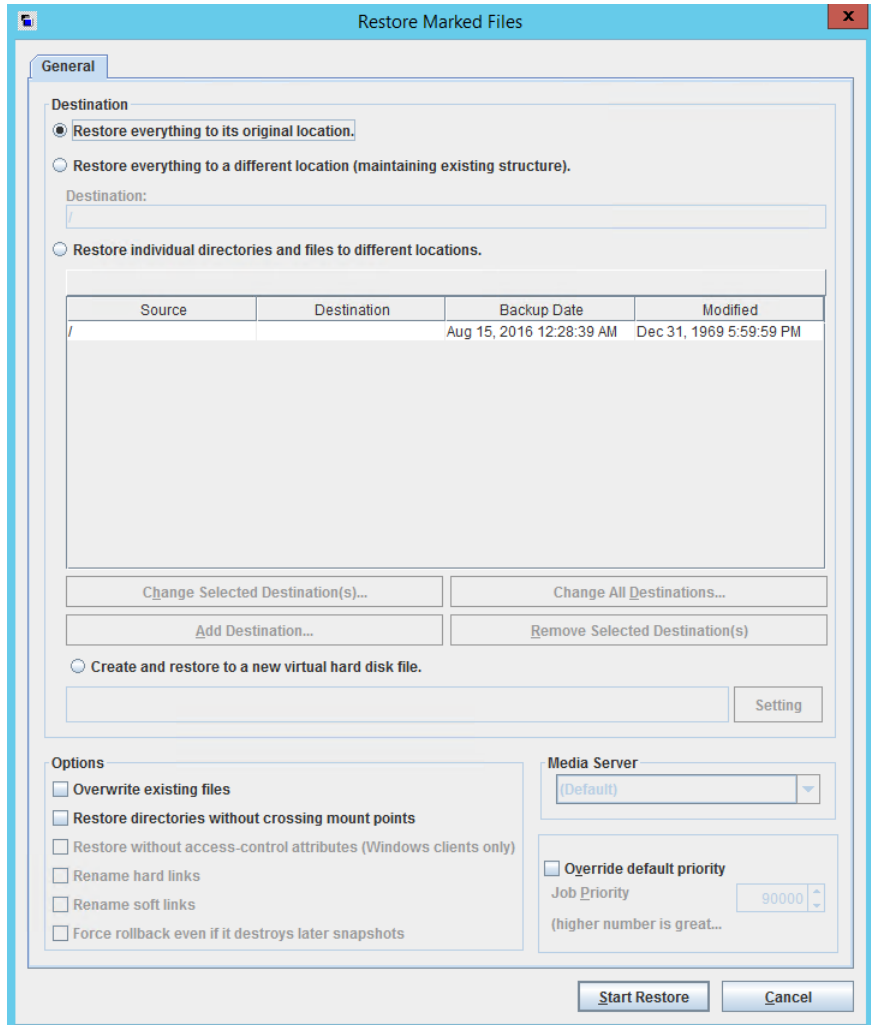 Restore Marked Files
x
General
Destination
Restore everything to its original location.
Restore everything to a different location (maintaining existing structure).
Destination:
/
Restore individual directories and files to different locations.
Source Destination Backup Date Modified
/ Aug 15, 2016 12:28:39 AM Dec 31, 1969 5:59:59 PM
Change Selected Destination(s)... Change All Destinations...
Add Destination... Remove Selected Destination(s)
Create and restore to a new virtual hard disk file.
Setting
Options
Overwrite existing files
Restore directories without crossing mount points
Restore without access-control attributes (Windows clients only)
Rename hard links
Rename soft links
Force rollback even if it destroys later snapshots
Media Server
(Default)
Override default priority
Job Priority 90000
(higher number is great...
Start Restore Cancel